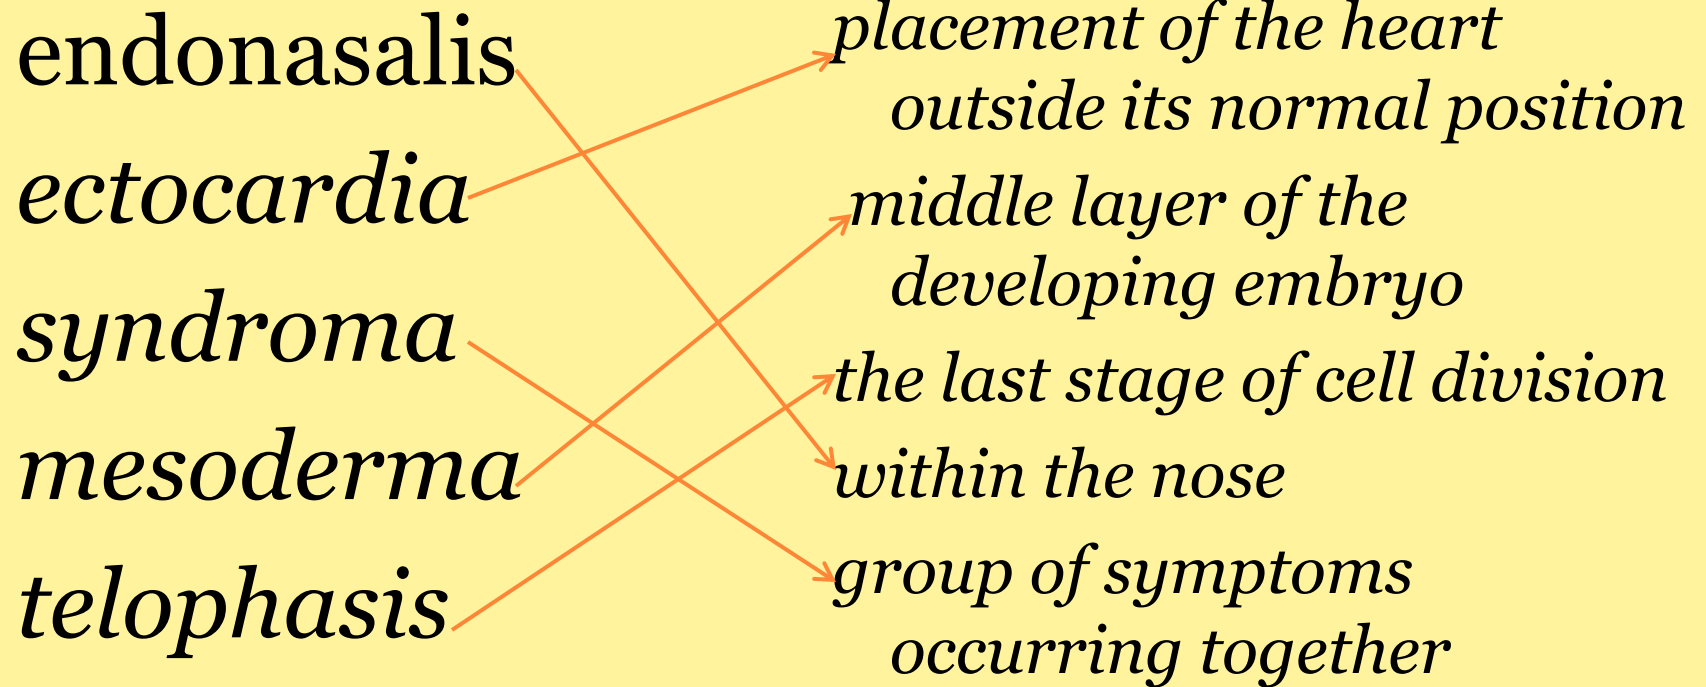 endonasalis
ectocardia
syndroma
mesoderma
telophasis
placement of the heart
outside its normal position
middle layer of the
developing embryo
the last stage of cell division
within the nose
group of symptoms
occurring together